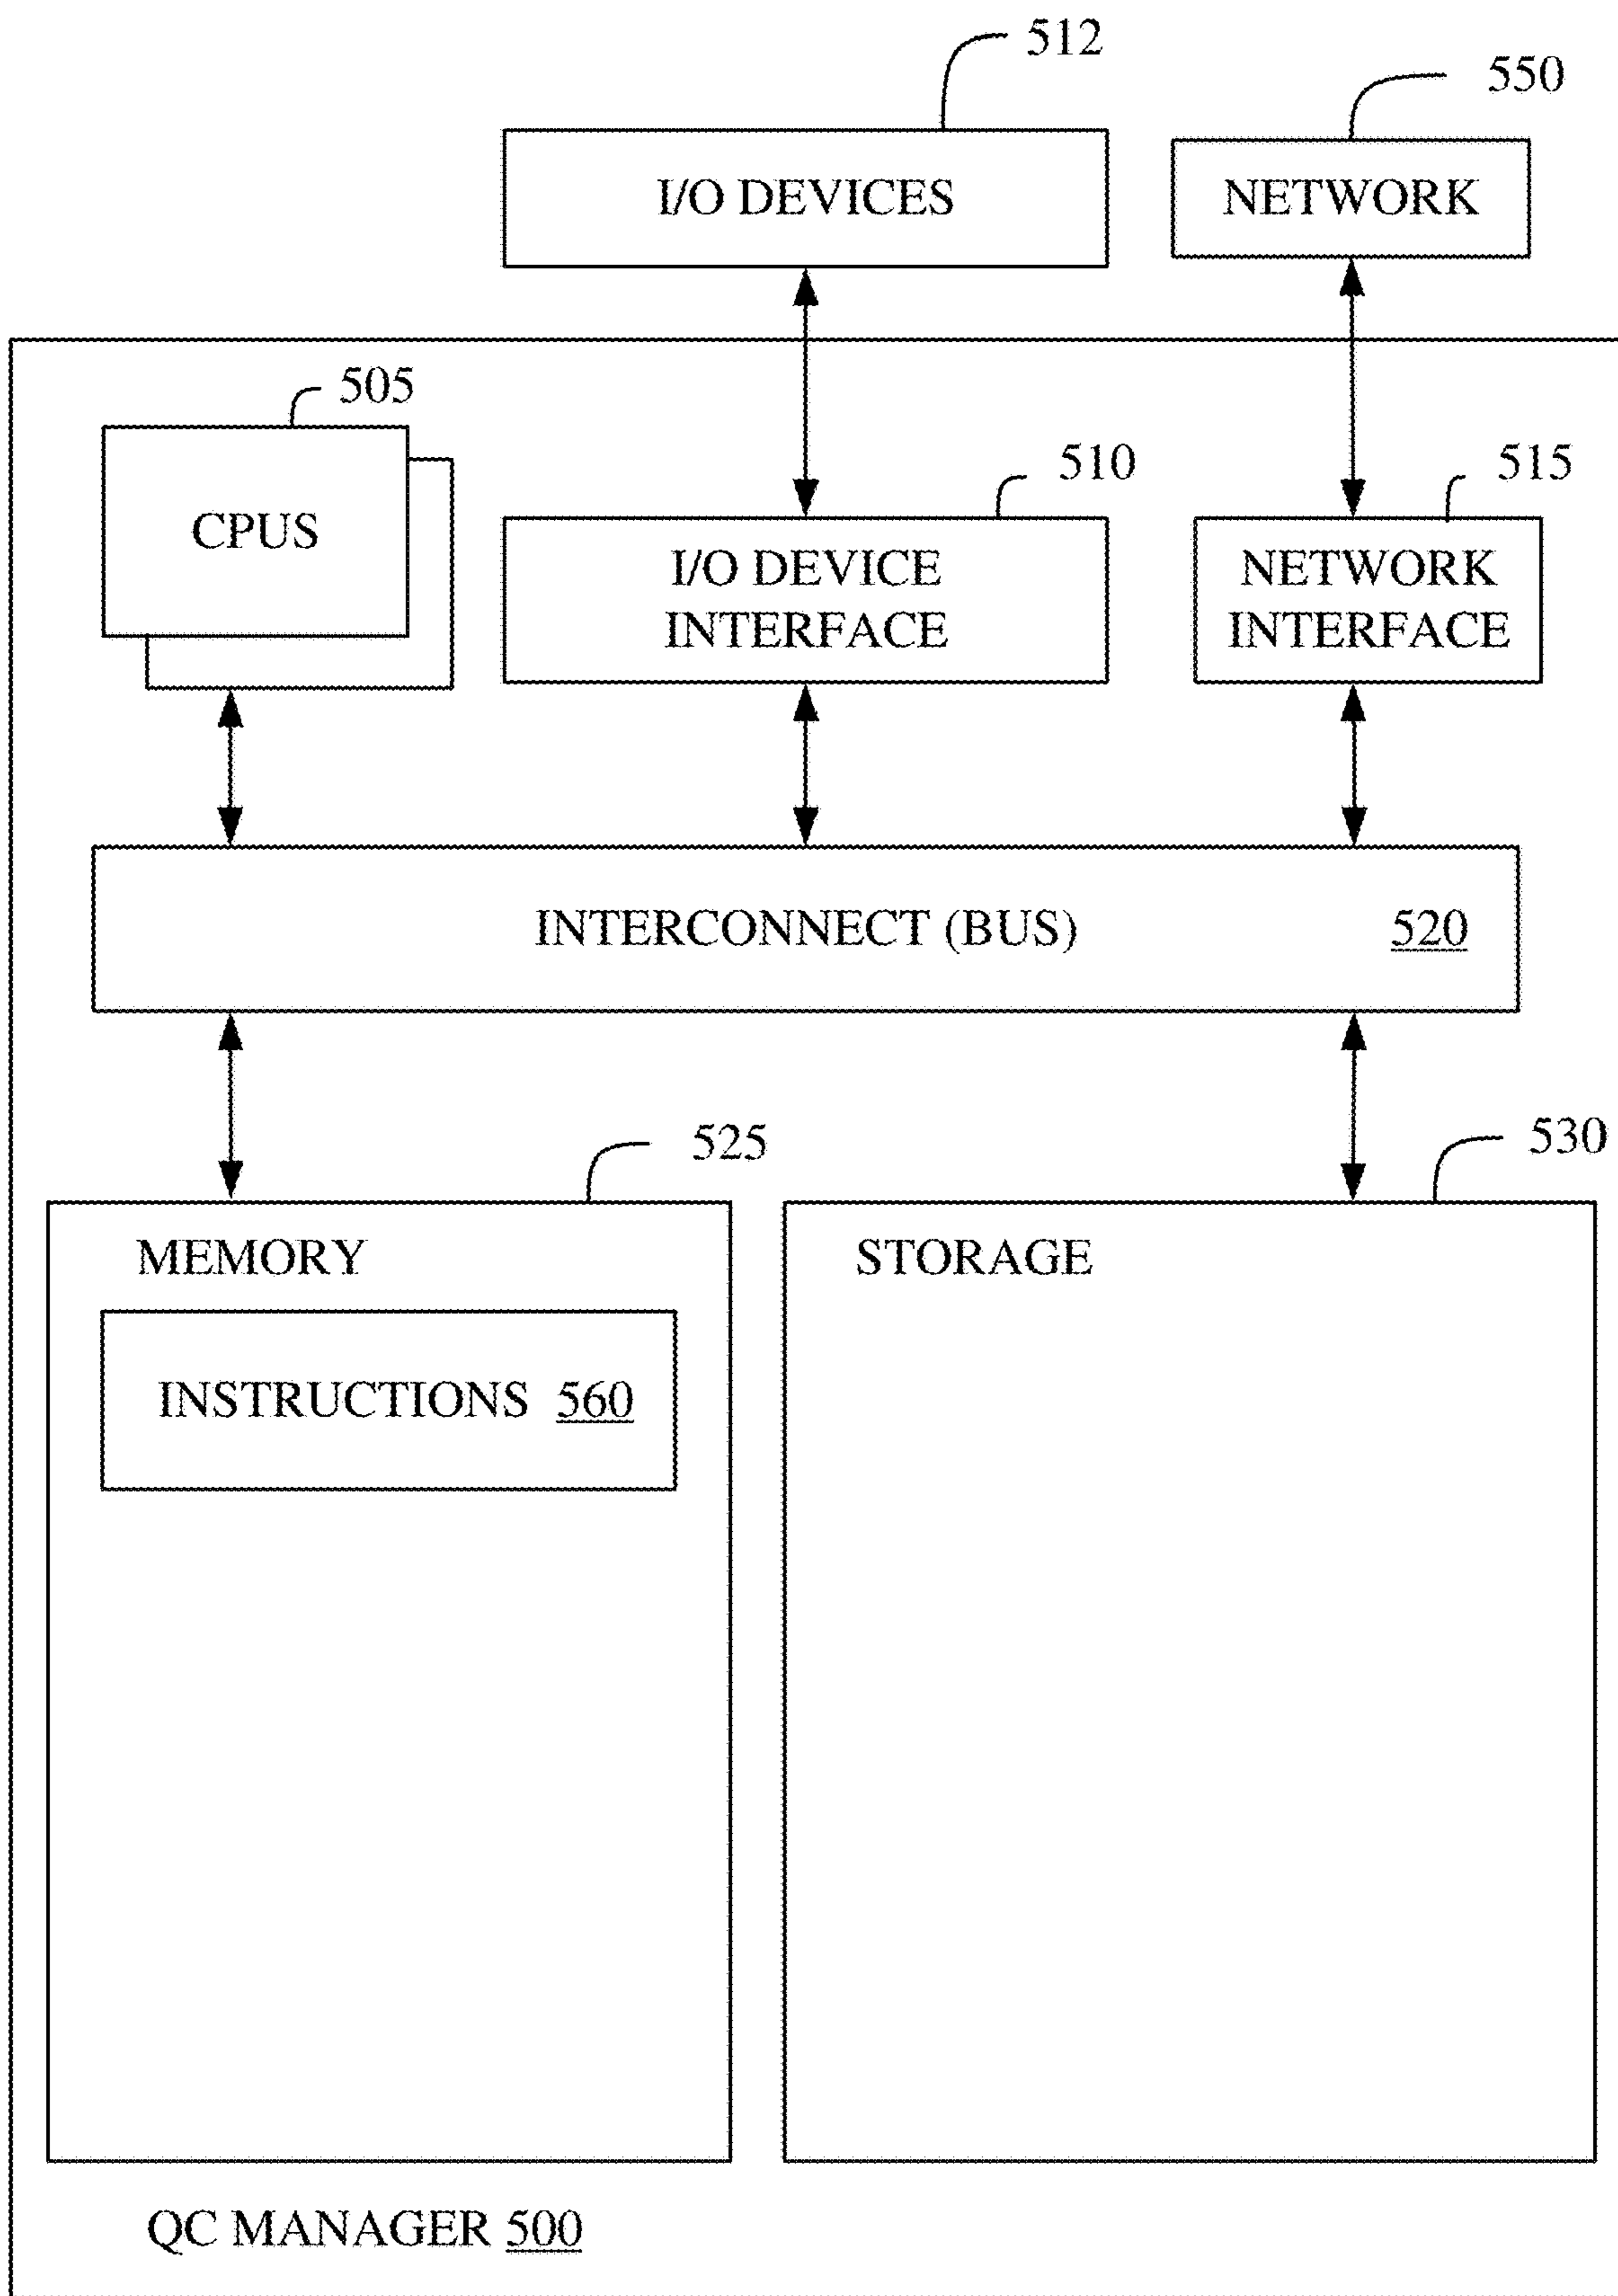 512
550
I/O DEVICES
NETWORK
505
510
515
CPUS
I/O DEVICE
INTERFACE
NETWORK
INTERFACE
INTERCONNECT (BUS) 520
525
530
MEMORY
STORAGE
INSTRUCTIONS 560
QC MANAGER 500